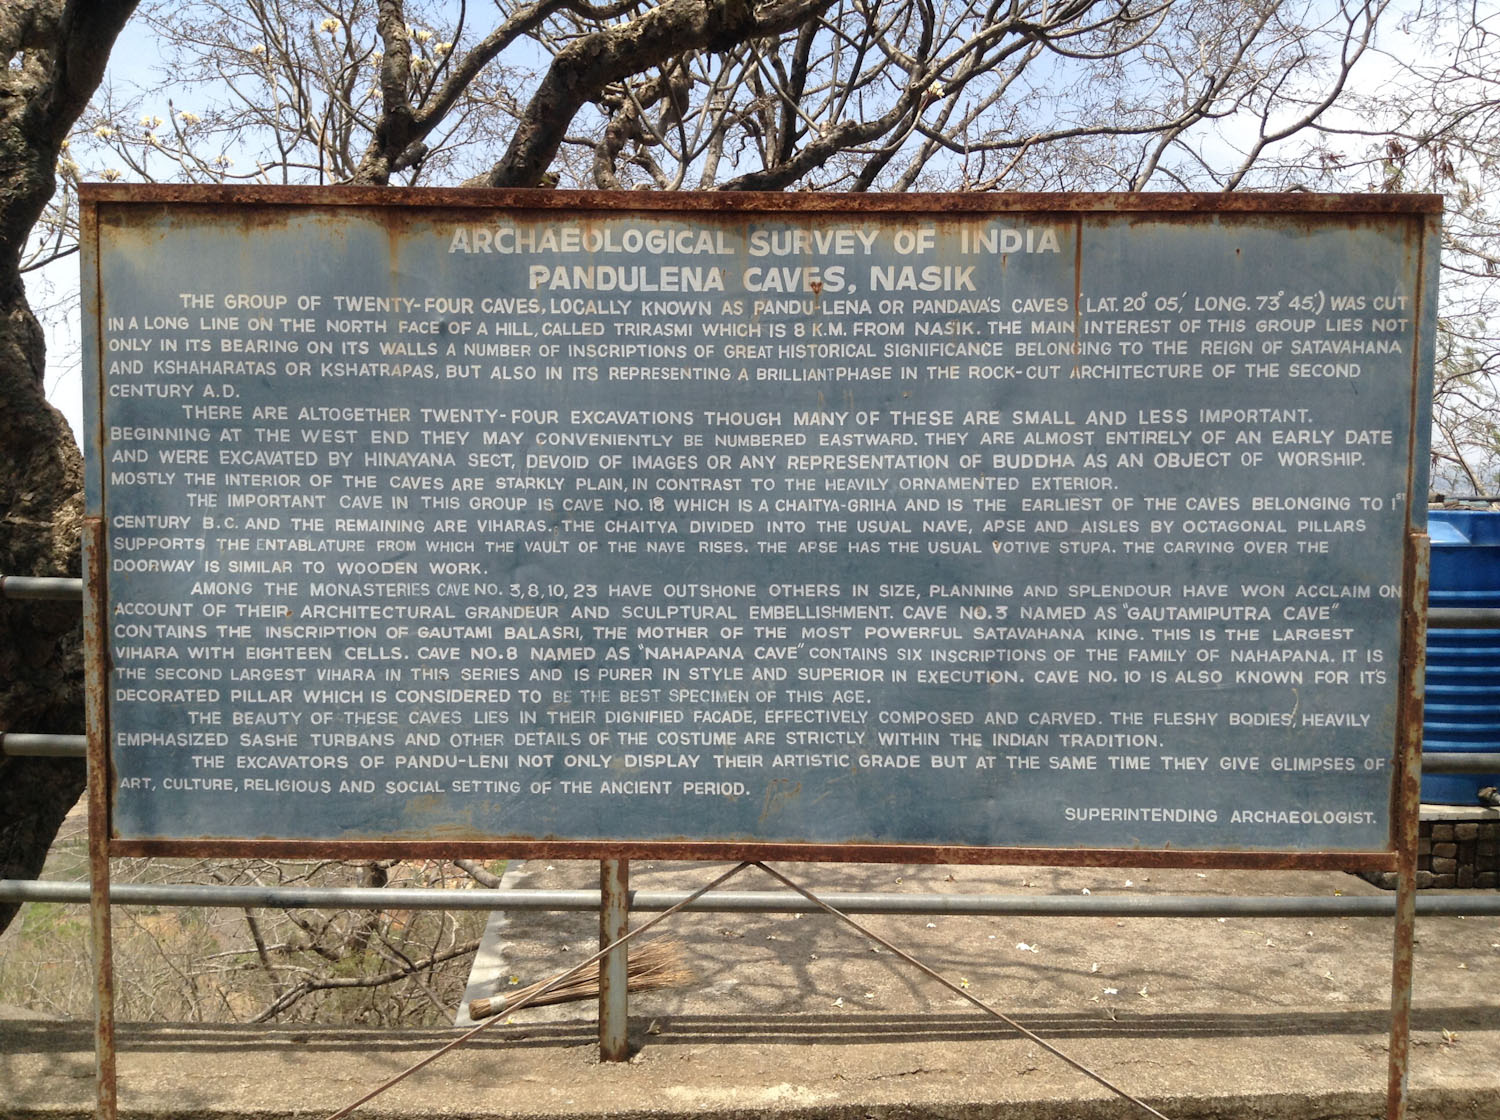 ARCHAEOLOGICAL SURVEY OF INDIA
PANDULENA CAVES, NASIK
THE GROUP OF TWENTY-FOUR CAVES, LOCALLY KNOWN AS PANDU-LENA OR PANDAVA'S CAVES (LAT. 20° 05,' LONG. 73° 45,') WAS CUT
IN A LONG LINE ON THE NORTH FACE OF A HILL, CALLED TRIRASMI WHICH IS 8 K.M. FROM NASIK. THE MAIN INTEREST OF THIS GROUP LIES NOT
ONLY IN ITS BEARING ON ITS WALLS A NUMBER OF INSCRIPTIONS OF GREAT HISTORICAL SIGNIFICANCE BELONGING TO THE REIGN OF SATAVAHANA
AND KSHAHARATAS OR KSHATRAPAS, BUT ALSO IN ITS REPRESENTING A BRILLIANT PHASE IN THE ROCK-CUT ARCHITECTURE OF THE SECOND
CENTURY A.D.
THERE ARE ALTOGETHER TWENTY-FOUR EXCAVATIONS THOUGH MANY OF THESE ARE SMALL AND LESS IMPORTANT.
BEGINNING AT THE WEST END THEY MAY CONVENIENTLY BE NUMBERED EASTWARD. THEY ARE ALMOST ENTIRELY OF AN EARLY DATE
AND WERE EXCAVATED BY HINAYANA SECT, DEVOID OF IMAGES OR ANY REPRESENTATION OF BUDDHA AS AN OBJECT OF WORSHIP.
MOSTLY THE INTERIOR OF THE CAVES ARE STARKLY PLAIN, IN CONTRAST TO THE HEAVILY ORNAMENTED EXTERIOR.
THE IMPORTANT CAVE IN THIS GROUP IS CAVE NO. 18 WHICH IS A CHAITYA-GRIHA AND IS THE EARLIEST OF THE CAVES BELONGING TO 1ST
CENTURY B.C. AND THE REMAINING ARE VIHARAS. THE CHAITYA DIVIDED INTO THE USUAL NAVE, APSE AND AISLES BY OCTAGONAL PILLARS
SUPPORTS THE ENTABLATURE FROM WHICH THE VAULT OF THE NAVE RISES. THE APSE HAS THE USUAL VOTIVE STUPA. THE CARVING OVER THE
DOORWAY IS SIMILAR TO WOODEN WORK.
AMONG THE MONASTERIES CAVE NO. 3, 8, 10, 23 HAVE OUTSHONE OTHERS IN SIZE, PLANNING AND SPLENDOUR HAVE WON ACCLAIM ON
ACCOUNT OF THEIR ARCHITECTURAL GRANDEUR AND SCULPTURAL EMBELLISHMENT. CAVE NO. 3 NAMED AS "GAUTAMIPUTRA CAVE"
CONTAINS THE INSCRIPTION OF GAUTAMI BALASRI, THE MOTHER OF THE MOST POWERFUL SATAVAHANA KING. THIS IS THE LARGEST
VIHARA WITH EIGHTEEN CELLS. CAVE NO. 8 NAMED AS "NAHAPANA CAVE" CONTAINS SIX INSCRIPTIONS OF THE FAMILY OF NAHAPANA. IT IS
THE SECOND LARGEST VIHARA IN THIS SERIES AND IS PURER IN STYLE AND SUPERIOR IN EXECUTION. CAVE NO. 10 IS ALSO KNOWN FOR IT'S
DECORATED PILLAR WHICH IS CONSIDERED TO BE THE BEST SPECIMEN OF THIS AGE.
THE BEAUTY OF THESE CAVES LIES IN THEIR DIGNIFIED FACADE, EFFECTIVELY COMPOSED AND CARVED. THE FLESHY BODIES, HEAVILY
EMPHASIZED SASHE TURBANS AND OTHER DETAILS OF THE COSTUME ARE STRICTLY WITHIN THE INDIAN TRADITION.
THE EXCAVATORS OF PANDU-LENI NOT ONLY DISPLAY THEIR ARTISTIC GRADE BUT AT THE SAME TIME THEY GIVE GLIMPSES OF
ART, CULTURE, RELIGIOUS AND SOCIAL SETTING OF THE ANCIENT PERIOD.
SUPERINTENDING ARCHAEOLOGIST.